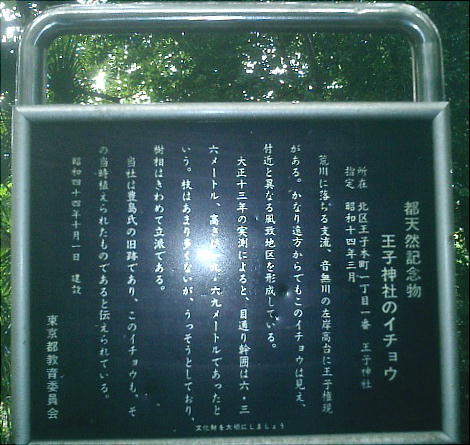 都天然記念物
王子神社のイチョウ
所在 北区王子本町一丁目一番 王子神社
指定 昭和十四年三月
荒川に落ちる支流、音無川の左岸高台に王子権現
がある。かなり遠方からでもこのイチョウは見え、
付近と異なる風致地区を形成している。
大正十三年の実測によると、目通り幹囲は六・三
六メートル、高さは一九・六九メートルであったと
いう。枝はあまり多くないが、うっそうとしており、
樹相はきわめて立派である。
当社は豊島氏の旧跡であり、このイチョウも、そ
の当時植えられたものであると伝えられている。
昭和四十四年十月一日 建設
東京都教育委員会
文化財を大切にしましょう